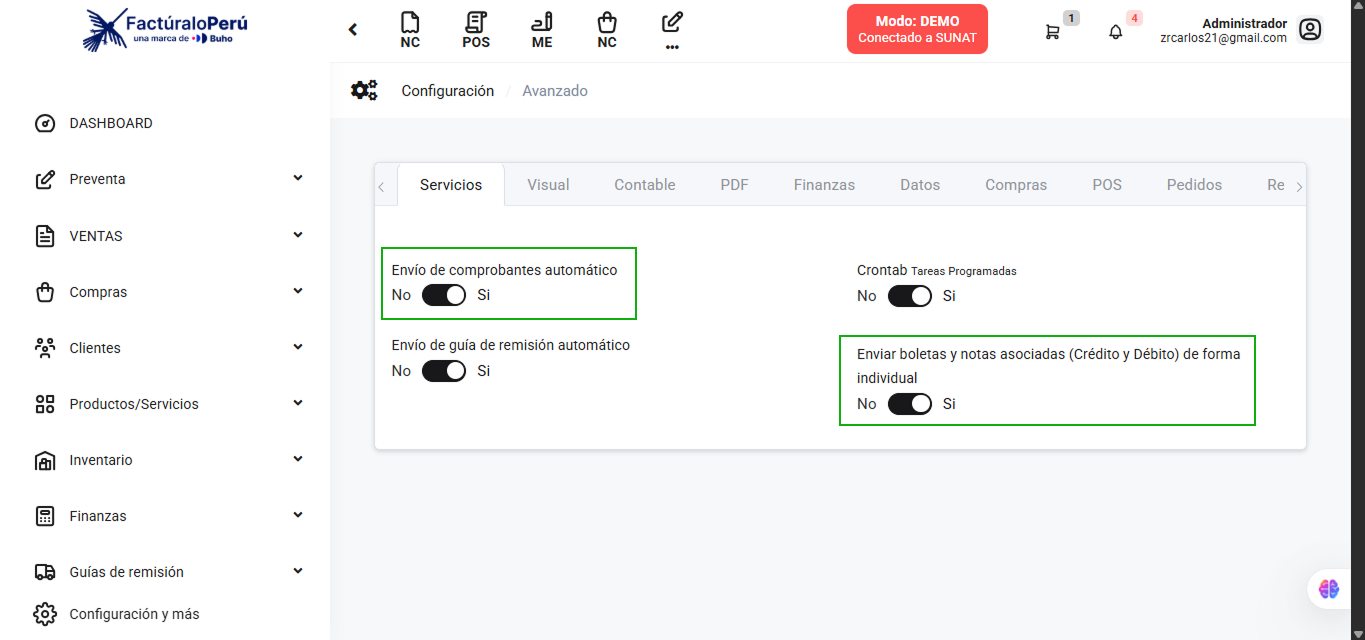 FactúraloPerú
una marca de Buho
NC
POS
ME
NC
...
Modo: DEMO
Conectado a SUNAT
1
4
Administrador
zrcarlos21@gmail.com
Configuración / Avanzado
DASHBOARD
Preventa
VENTAS
Compras
Clientes
Productos/Servicios
Inventario
Finanzas
Guías de remisión
Configuración y más
Servicios
Visual
Contable
PDF
Finanzas
Datos
Compras
POS
Pedidos
Re
Envío de comprobantes automático
No Si
Crontab Tareas Programadas
No Si
Envío de guía de remisión automático
No Si
Enviar boletas y notas asociadas (Crédito y Débito) de forma
individual
No Si